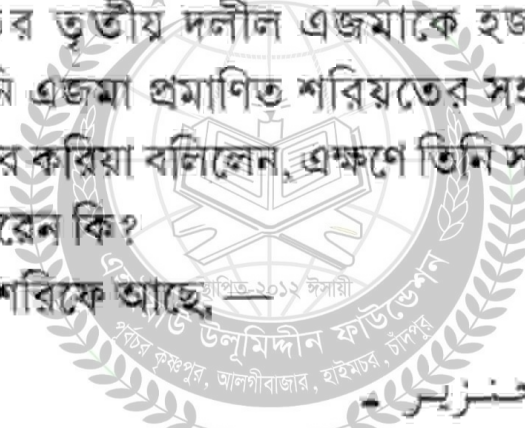 র তৃতীয় দলীল এজমাকে
এজমা প্রমাণিত শরিয়তের
র করিয়া বলিলেন, এক্ষণে তিনি
রেন কি?
শরিফে আছে, —
স্থাপিত-২০১২ ঈসায়ী
উলূমিদ্দীন ফাউন্ডেশন
পূর্বচর কৃষ্ণপুর, আলগীবাজার, হাইমচর, চাঁদপুর